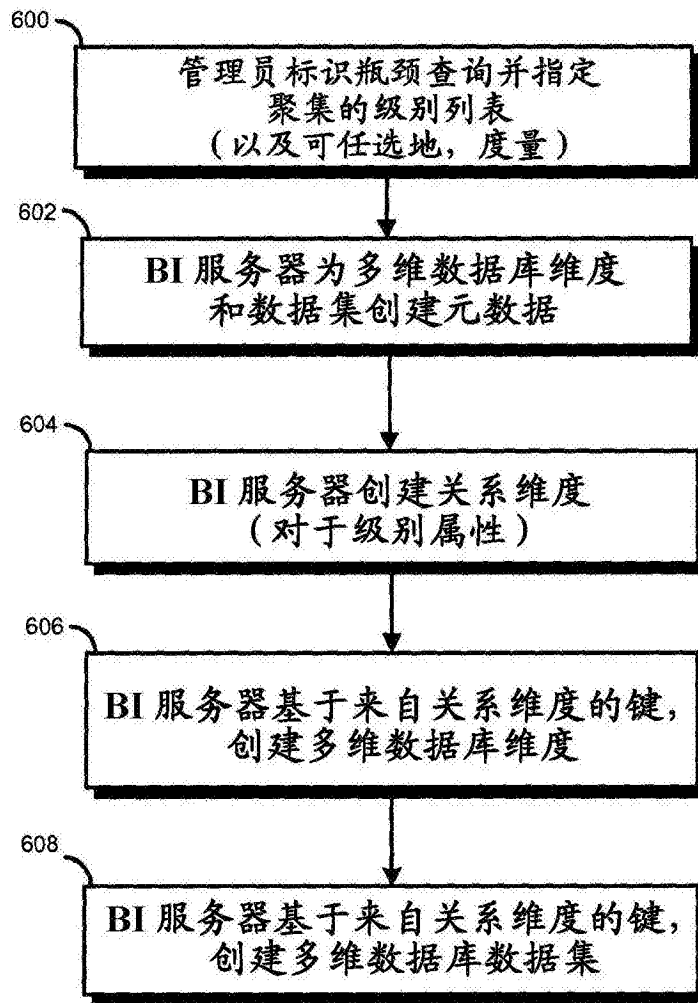 600
管理员标识瓶颈查询并指定
聚集的级别列表
(以及可任选地,度量)
602
BI 服务器为多维数据库维度
和数据集创建元数据
604
BI 服务器创建关系维度
(对于级别属性)
606
BI 服务器基于来自关系维度的键,
创建多维数据库维度
608
BI 服务器基于来自关系维度的键,
创建多维数据库数据集